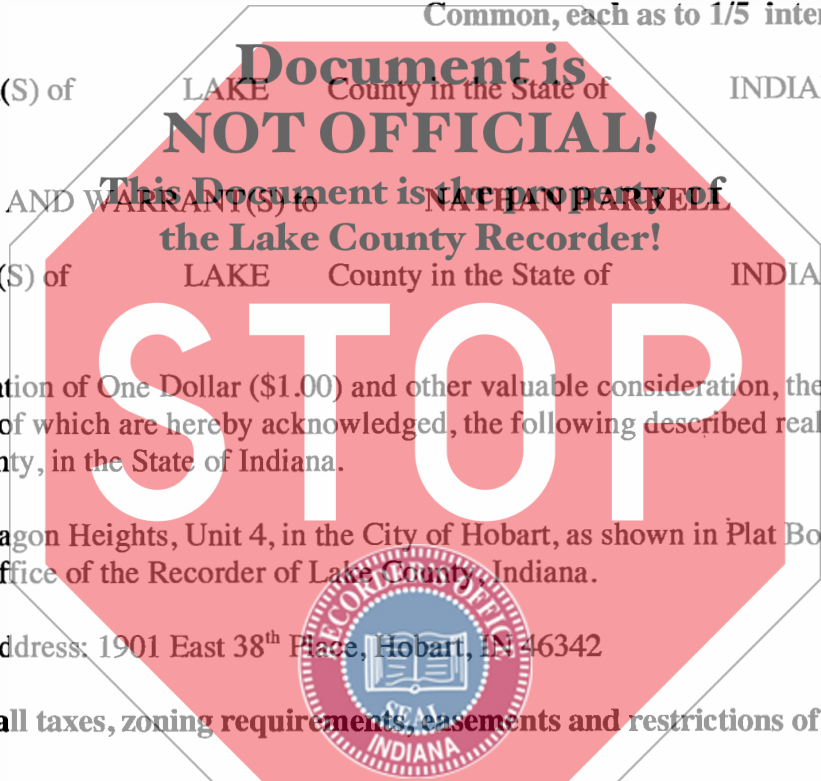 Common, each as to 1/5 inter
Document is
(S) of LAKE County in the State of INDIA
NOT OFFICIAL!
This Document is the property of
AND WARRANT(S) to NATHAN HARRELL
the Lake County Recorder!
(S) of LAKE County in the State of INDIA
STOP
ation of One Dollar ($1.00) and other valuable consideration, the
of which are hereby acknowledged, the following described real
nty, in the State of Indiana.
agon Heights, Unit 4, in the City of Hobart, as shown in Plat Bo
ffice of the Recorder of Lake County, Indiana.
RECORDER'S OFFIC
ddress: 1901 East 38th Place, Hobart, IN 46342
SEAL
all taxes, zoning requirements, easements and restrictions of
INDIANA